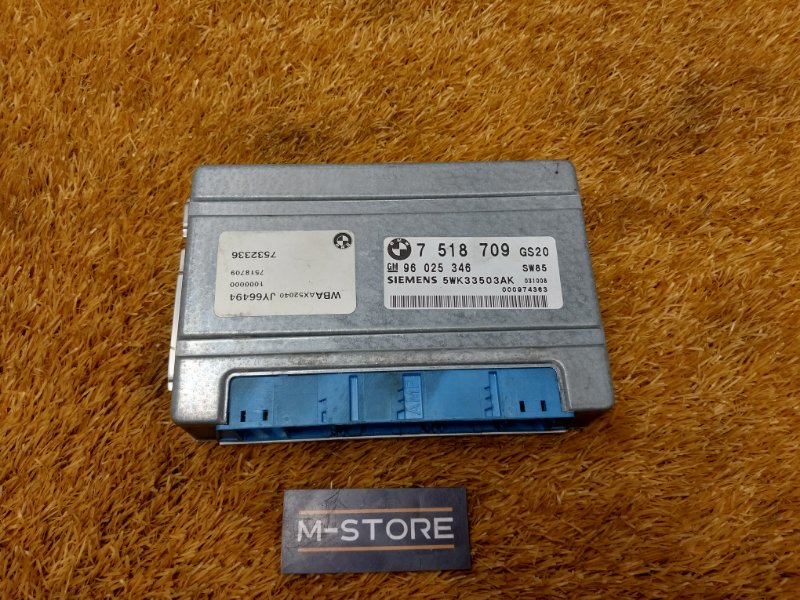 7532336
7518709
1000000
WBAAX52040 JY66494
7 518 709 GS20
GM 96 025 346 SW85
SIEMENS 5WK33503AK 031008
000974363
AMP
M-STORE